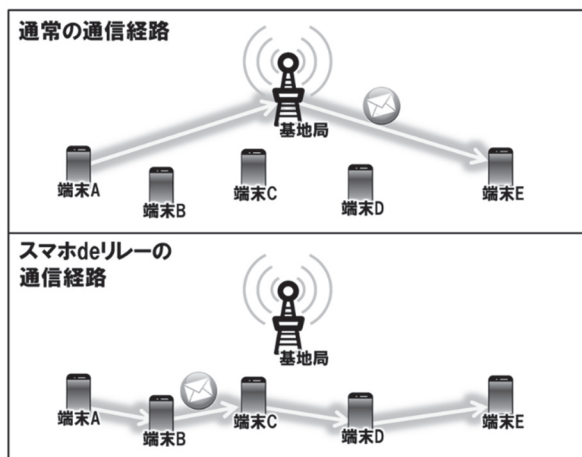 通常の通信経路
基地局
端末A
端末B
端末C
端末D
端末E
スマホdeリレーの
通信経路
基地局
端末A
端末B
端末C
端末D
端末E